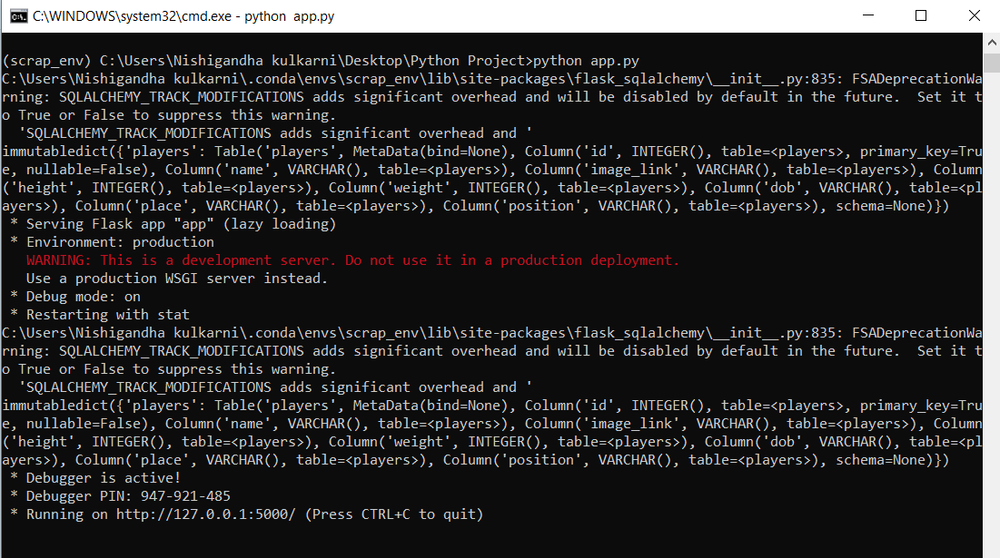 C:\WINDOWS\system32\cmd.exe - python  app.py
(scrap_env) C:\Users\Nishigandha kulkarni\Desktop\Python Project>python app.py
C:\Users\Nishigandha kulkarni\.conda\envs\scrap_env\lib\site-packages\flask_sqlalchemy\__init__.py:835: FSADeprecationWa
rning: SQLALCHEMY_TRACK_MODIFICATIONS adds significant overhead and will be disabled by default in the future.  Set it t
o True or False to suppress this warning.
  'SQLALCHEMY_TRACK_MODIFICATIONS adds significant overhead and '
immutabledict({'players': Table('players', MetaData(bind=None), Column('id', INTEGER(), table=<players>, primary_key=Tru
e, nullable=False), Column('name', VARCHAR(), table=<players>), Column('image_link', VARCHAR(), table=<players>), Column
('height', INTEGER(), table=<players>), Column('weight', INTEGER(), table=<players>), Column('dob', VARCHAR(), table=<pl
ayers>), Column('place', VARCHAR(), table=<players>), Column('position', VARCHAR(), table=<players>), schema=None)})
 * Serving Flask app "app" (lazy loading)
 * Environment: production
   WARNING: This is a development server. Do not use it in a production deployment.
   Use a production WSGI server instead.
 * Debug mode: on
 * Restarting with stat
C:\Users\Nishigandha kulkarni\.conda\envs\scrap_env\lib\site-packages\flask_sqlalchemy\__init__.py:835: FSADeprecationWa
rning: SQLALCHEMY_TRACK_MODIFICATIONS adds significant overhead and will be disabled by default in the future.  Set it t
o True or False to suppress this warning.
  'SQLALCHEMY_TRACK_MODIFICATIONS adds significant overhead and '
immutabledict({'players': Table('players', MetaData(bind=None), Column('id', INTEGER(), table=<players>, primary_key=Tru
e, nullable=False), Column('name', VARCHAR(), table=<players>), Column('image_link', VARCHAR(), table=<players>), Column
('height', INTEGER(), table=<players>), Column('weight', INTEGER(), table=<players>), Column('dob', VARCHAR(), table=<pl
ayers>), Column('place', VARCHAR(), table=<players>), Column('position', VARCHAR(), table=<players>), schema=None)})
 * Debugger is active!
 * Debugger PIN: 947-921-485
 * Running on http://127.0.0.1:5000/ (Press CTRL+C to quit)